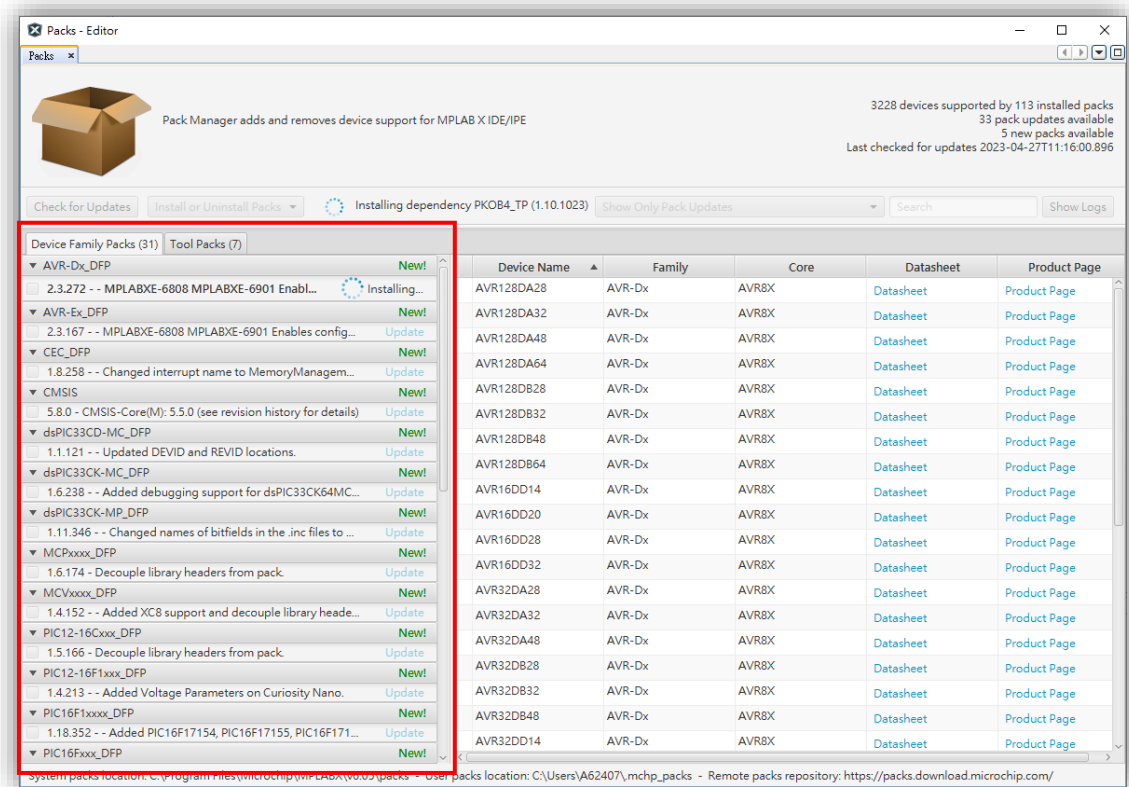 Packs - Editor
Packs
Pack Manager adds and removes device support for MPLAB X IDE/IPE
3228 devices supported by 113 installed packs
33 pack updates available
5 new packs available
Last checked for updates 2023-04-27T11:16:00.896
Check for Updates Install or Uninstall Packs Installing dependency PKOB4_TP (1.10.1023) Show Only Pack Updates Search Show Logs
Device Family Packs (31) Tool Packs (7)
AVR-Dx_DFP New!
2.3.272 - - MPLABXE-6808 MPLABXE-6901 Enabl... Installing...
AVR-Ex_DFP New!
2.3.167 - - MPLABXE-6808 MPLABXE-6901 Enables config... Update
CEC_DFP New!
1.8.258 - - Changed interrupt name to MemoryManagem... Update
CMSIS New!
5.8.0 - CMSIS-Core(M): 5.5.0 (see revision history for details) Update
dsPIC33CD-MC_DFP New!
1.1.121 - - Updated DEVID and REVID locations. Update
dsPIC33CK-MC_DFP New!
1.6.238 - - Added debugging support for dsPIC33CK64MC... Update
dsPIC33CK-MP_DFP New!
1.11.346 - - Changed names of bitfields in the .inc files to ... Update
MCPxxxx_DFP New!
1.6.174 - Decouple library headers from pack. Update
MCVxxxx_DFP New!
1.4.152 - - Added XC8 support and decouple library heade... Update
PIC12-16Cxxx_DFP New!
1.5.166 - Decouple library headers from pack. Update
PIC12-16F1xxx_DFP New!
1.4.213 - - Added Voltage Parameters on Curiosity Nano. Update
PIC16F1xxxx_DFP New!
1.18.352 - - Added PIC16F17154, PIC16F17155, PIC16F171... Update
PIC16Fxxx_DFP New!
Device Name Family Core Datasheet Product Page
AVR128DA28 AVR-Dx AVR8X Datasheet Product Page
AVR128DA32 AVR-Dx AVR8X Datasheet Product Page
AVR128DA48 AVR-Dx AVR8X Datasheet Product Page
AVR128DA64 AVR-Dx AVR8X Datasheet Product Page
AVR128DB28 AVR-Dx AVR8X Datasheet Product Page
AVR128DB32 AVR-Dx AVR8X Datasheet Product Page
AVR128DB48 AVR-Dx AVR8X Datasheet Product Page
AVR128DB64 AVR-Dx AVR8X Datasheet Product Page
AVR16DD14 AVR-Dx AVR8X Datasheet Product Page
AVR16DD20 AVR-Dx AVR8X Datasheet Product Page
AVR16DD28 AVR-Dx AVR8X Datasheet Product Page
AVR16DD32 AVR-Dx AVR8X Datasheet Product Page
AVR32DA28 AVR-Dx AVR8X Datasheet Product Page
AVR32DA32 AVR-Dx AVR8X Datasheet Product Page
AVR32DA48 AVR-Dx AVR8X Datasheet Product Page
AVR32DB28 AVR-Dx AVR8X Datasheet Product Page
AVR32DB32 AVR-Dx AVR8X Datasheet Product Page
AVR32DB48 AVR-Dx AVR8X Datasheet Product Page
AVR32DD14 AVR-Dx AVR8X Datasheet Product Page
System packs location: C:\Program Files\Microchip\MPLABX\v6.05\packs - User packs location: C:\Users\A62407\.mchp_packs - Remote packs repository: https://packs.download.microchip.com/